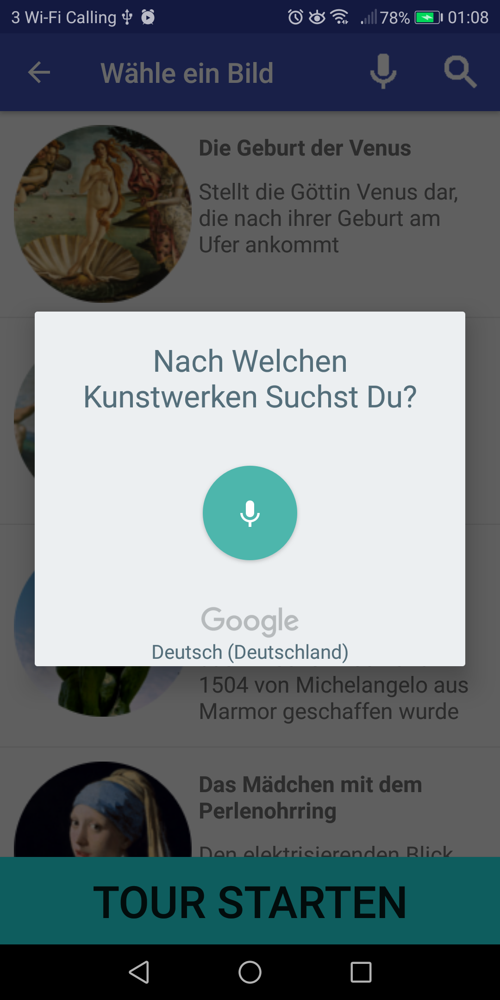 3 Wi-Fi Calling 78% 01:08
Wähle ein Bild
Die Geburt der Venus
Stellt die Göttin Venus dar,
die nach ihrer Geburt am
Ufer ankommt
Nach Welchen
Kunstwerken Suchst Du?
Google
Deutsch (Deutschland)
1504 von Michelangelo aus
Marmor geschaffen wurde
Das Mädchen mit dem
Perlenohrring
Den elektrisierenden Blick
TOUR STARTEN